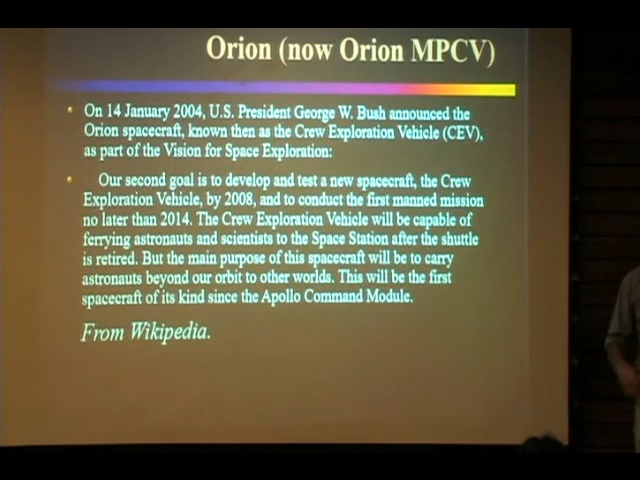 Orion (now Orion MPCV)
On 14 January 2004, U.S. President George W. Bush announced the
Orion spacecraft, known then as the Crew Exploration Vehicle (CEV),
as part of the Vision for Space Exploration:
Our second goal is to develop and test a new spacecraft, the Crew
Exploration Vehicle, by 2008, and to conduct the first manned mission
no later than 2014. The Crew Exploration Vehicle will be capable of
ferrying astronauts and scientists to the Space Station after the shuttle
is retired. But the main purpose of this spacecraft will be to carry
astronauts beyond our orbit to other worlds. This will be the first
spacecraft of its kind since the Apollo Command Module.
From Wikipedia.